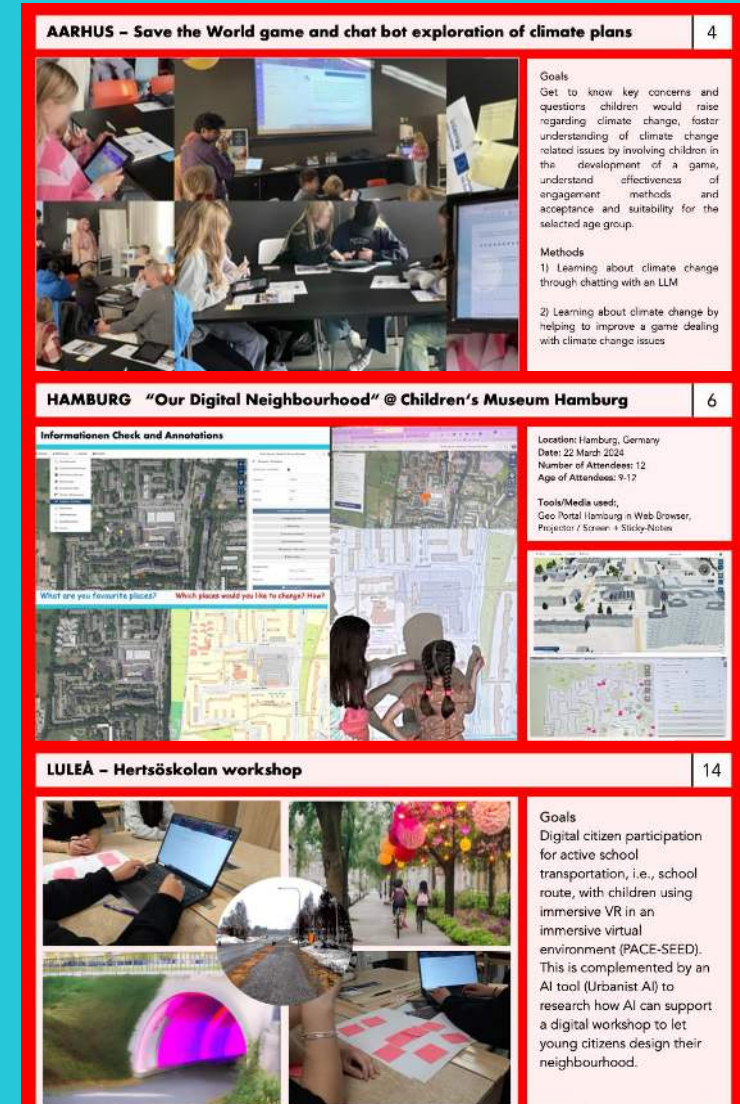 AARHUS – Save the World game and chat bot exploration of climate plans
4
Goals
Get to know key concerns and
questions children would raise
regarding climate change, foster
understanding of climate change
related issues by involving children in
the development of a game,
understand effectiveness of
engagement methods and
acceptance and suitability for the
selected age group.
Methods
1) Learning about climate change
through chatting with an LLM
2) Learning about climate change by
helping to improve a game dealing
with climate change issues
HAMBURG "Our Digital Neighbourhood" @ Children's Museum Hamburg
6
Informationen Check and Annotations
What are you favourite places?
Which places would you like to change? How?
Location: Hamburg, Germany
Date: 22 March 2024
Number of Attendees: 12
Age of Attendees: 9-12
Tools/Media used:,
Geo Portal Hamburg in Web Browser,
Projector / Screen + Sticky-Notes
LULEÅ – Hertsöskolan workshop
14
Goals
Digital citizen participation
for active school
transportation, i.e., school
route, with children using
immersive VR in an
immersive virtual
environment (PACE-SEED).
This is complemented by an
AI tool (Urbanist AI) to
research how AI can support
a digital workshop to let
young citizens design their
neighbourhood.